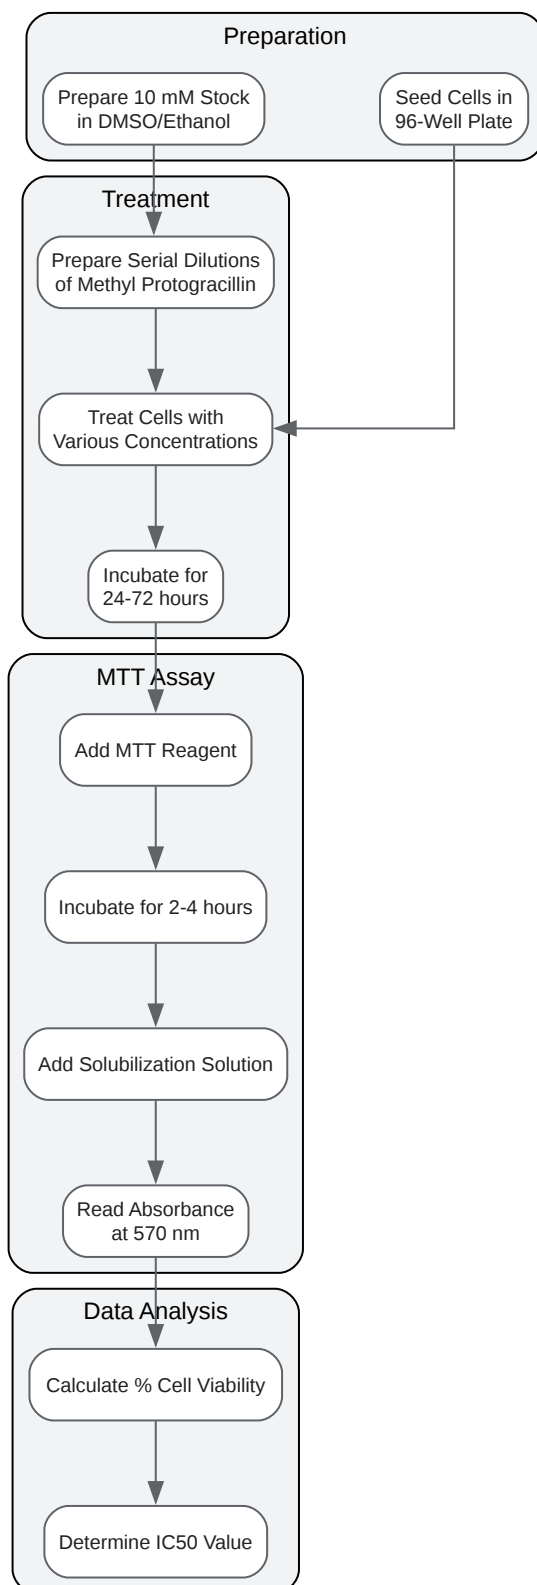 Preparation
Prepare 10 mM Stock
in DMSO/Ethanol
Seed Cells in
96-Well Plate
Treatment
Prepare Serial Dilutions
of Methyl Protogracillin
Treat Cells with
Various Concentrations
Incubate for
24-72 hours
MTT Assay
Add MTT Reagent
Incubate for 2-4 hours
Add Solubilization Solution
Read Absorbance
at 570 nm
Data Analysis
Calculate % Cell Viability
Determine IC50 Value